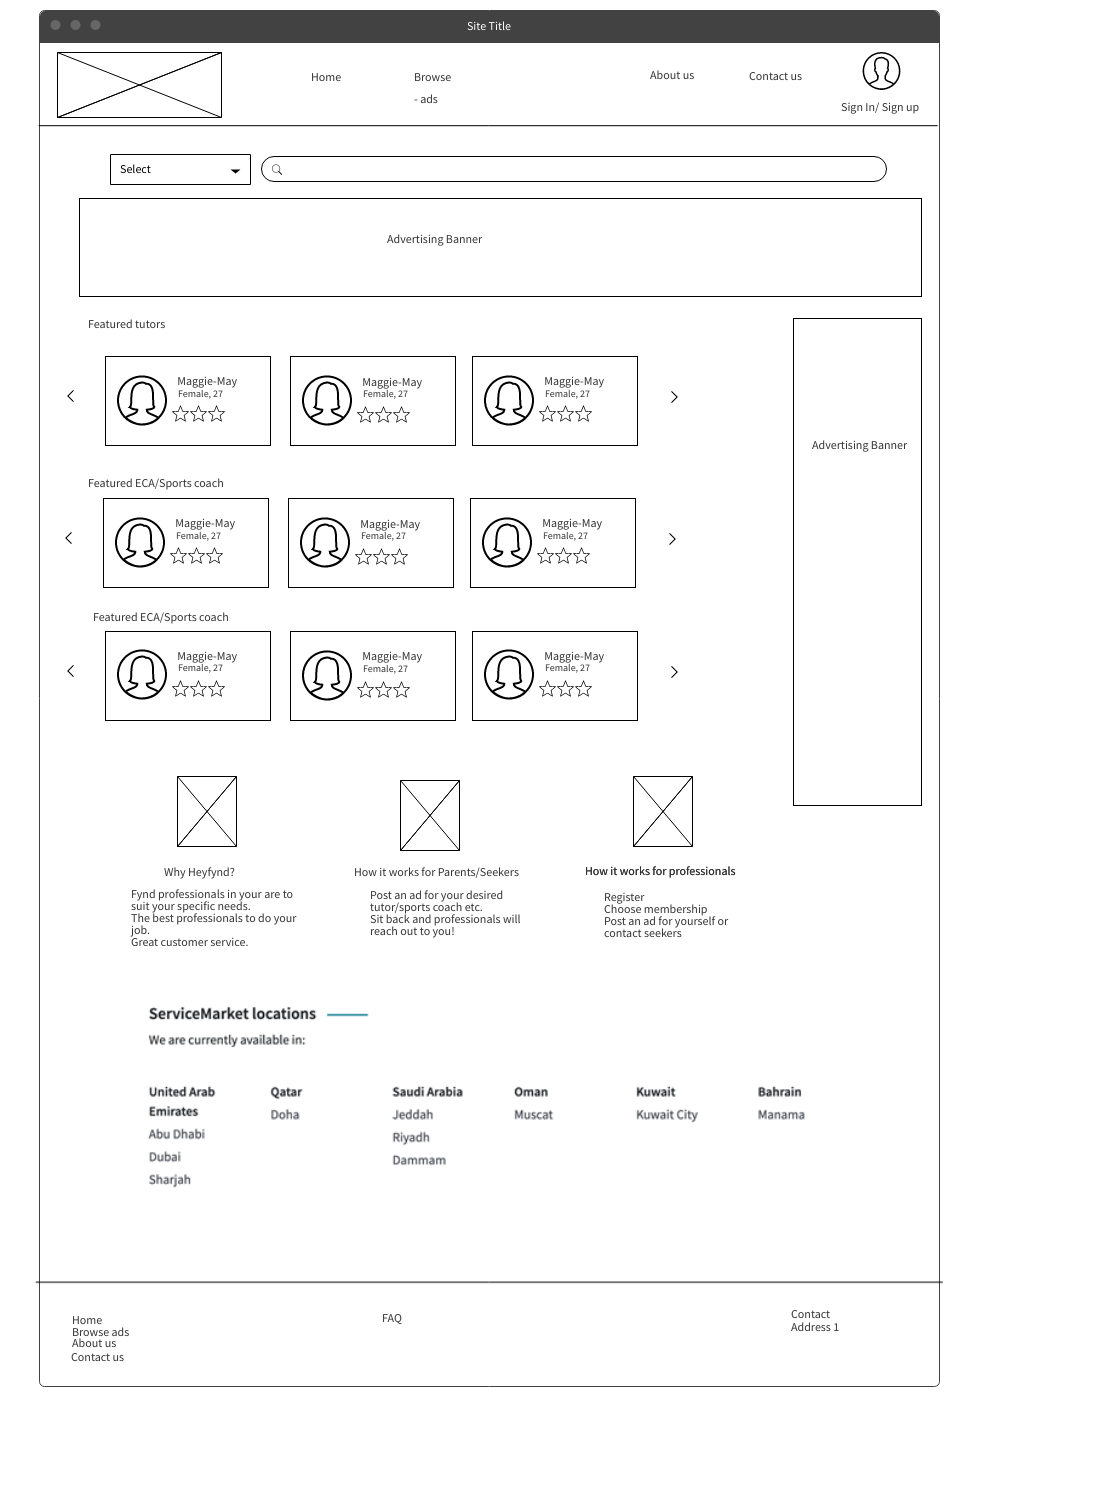 Site Title
Home
Browse
- ads
About us
Contact us
Sign In/ Sign up
Select
Advertising Banner
Featured tutors
Maggie-May
Female, 27
Maggie-May
Female, 27
Maggie-May
Female, 27
Advertising Banner
Featured ECA/Sports coach
Maggie-May
Female, 27
Maggie-May
Female, 27
Maggie-May
Female, 27
Featured ECA/Sports coach
Maggie-May
Female, 27
Maggie-May
Female, 27
Maggie-May
Female, 27
Why Heyfynd?
Fynd professionals in your are to
suit your specific needs.
The best professionals to do your
job.
Great customer service.
How it works for Parents/Seekers
Post an ad for your desired
tutor/sports coach etc.
Sit back and professionals will
reach out to you!
How it works for professionals
Register
Choose membership
Post an ad for yourself or
contact seekers
ServiceMarket locations
We are currently available in:
United Arab
Emirates
Abu Dhabi
Dubai
Sharjah
Qatar
Doha
Saudi Arabia
Jeddah
Riyadh
Dammam
Oman
Muscat
Kuwait
Kuwait City
Bahrain
Manama
Home
Browse ads
About us
Contact us
FAQ
Contact
Address 1